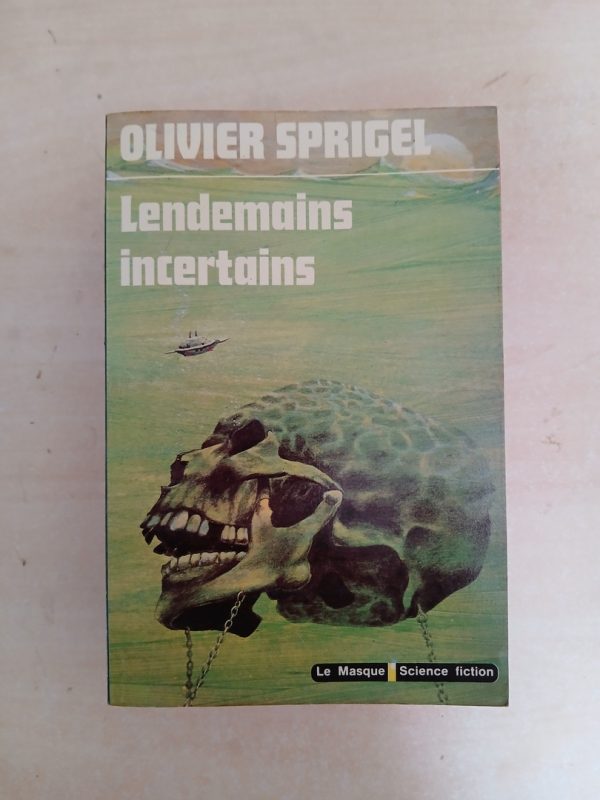 OLIVIER SPRIGEL
Lendemains
incertains
Le Masque Science fiction